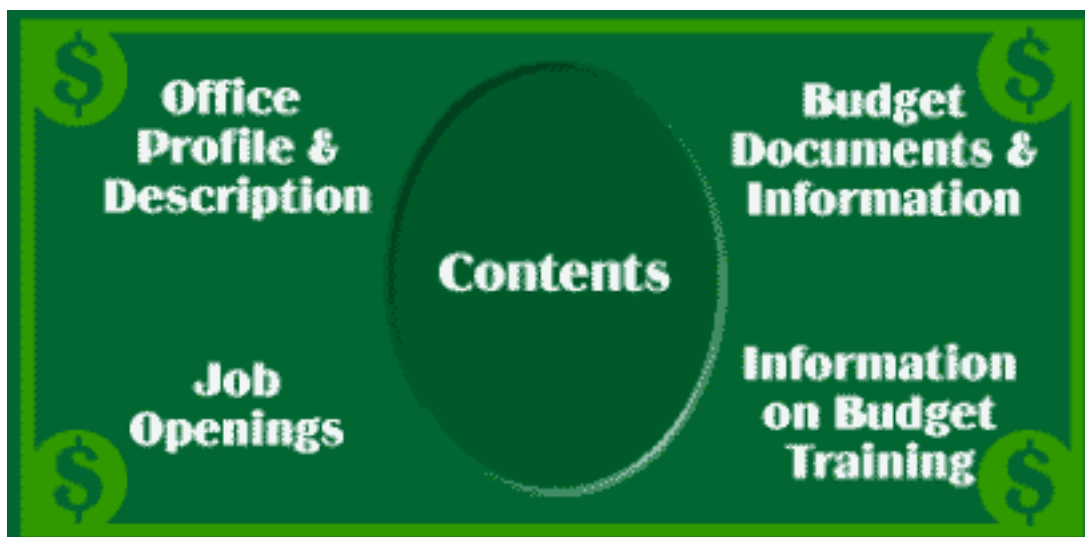 $
$
Office
Profile &
Description
Budget
Documents &
Information
Contents
Job
Openings
Information
on Budget
Training
$
$